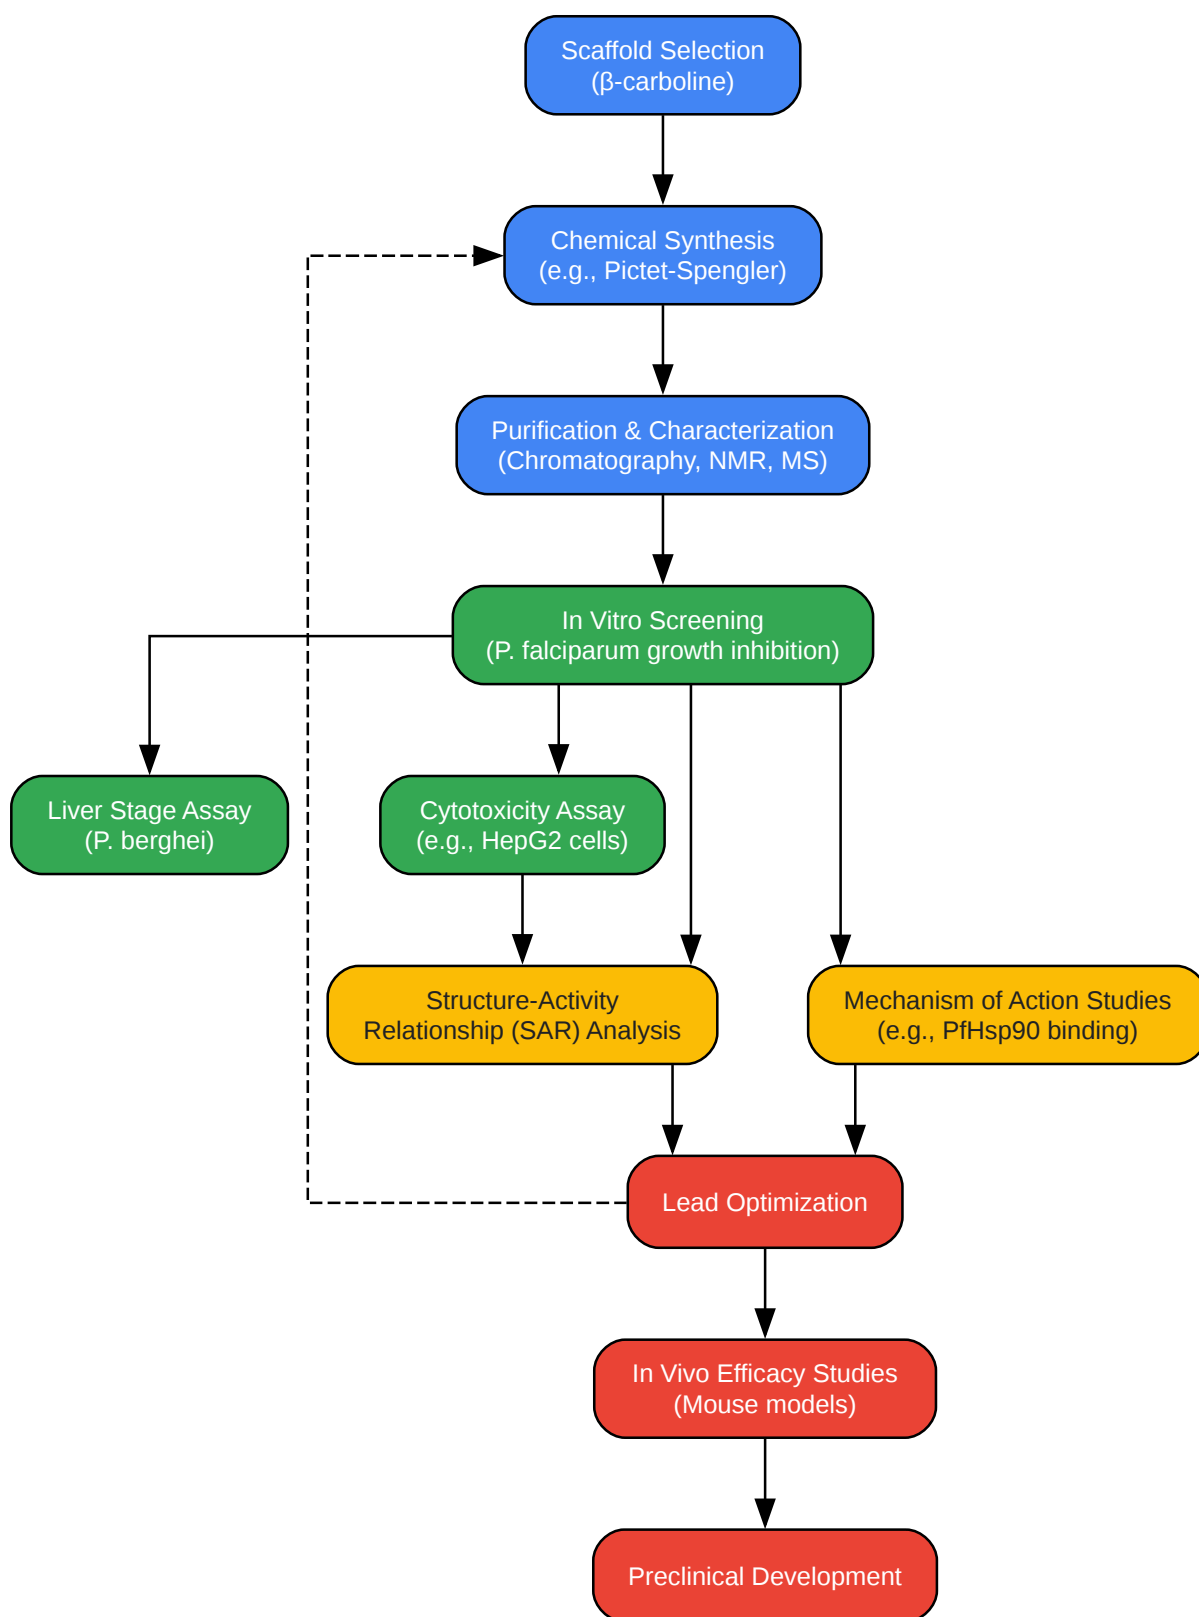 Scaffold Selection
(β-carboline)
Chemical Synthesis
(e.g., Pictet-Spengler)
Purification & Characterization
(Chromatography, NMR, MS)
In Vitro Screening
(P. falciparum growth inhibition)
Liver Stage Assay
(P. berghei)
Cytotoxicity Assay
(e.g., HepG2 cells)
Structure-Activity
Relationship (SAR) Analysis
Mechanism of Action Studies
(e.g., PfHsp90 binding)
Lead Optimization
In Vivo Efficacy Studies
(Mouse models)
Preclinical Development